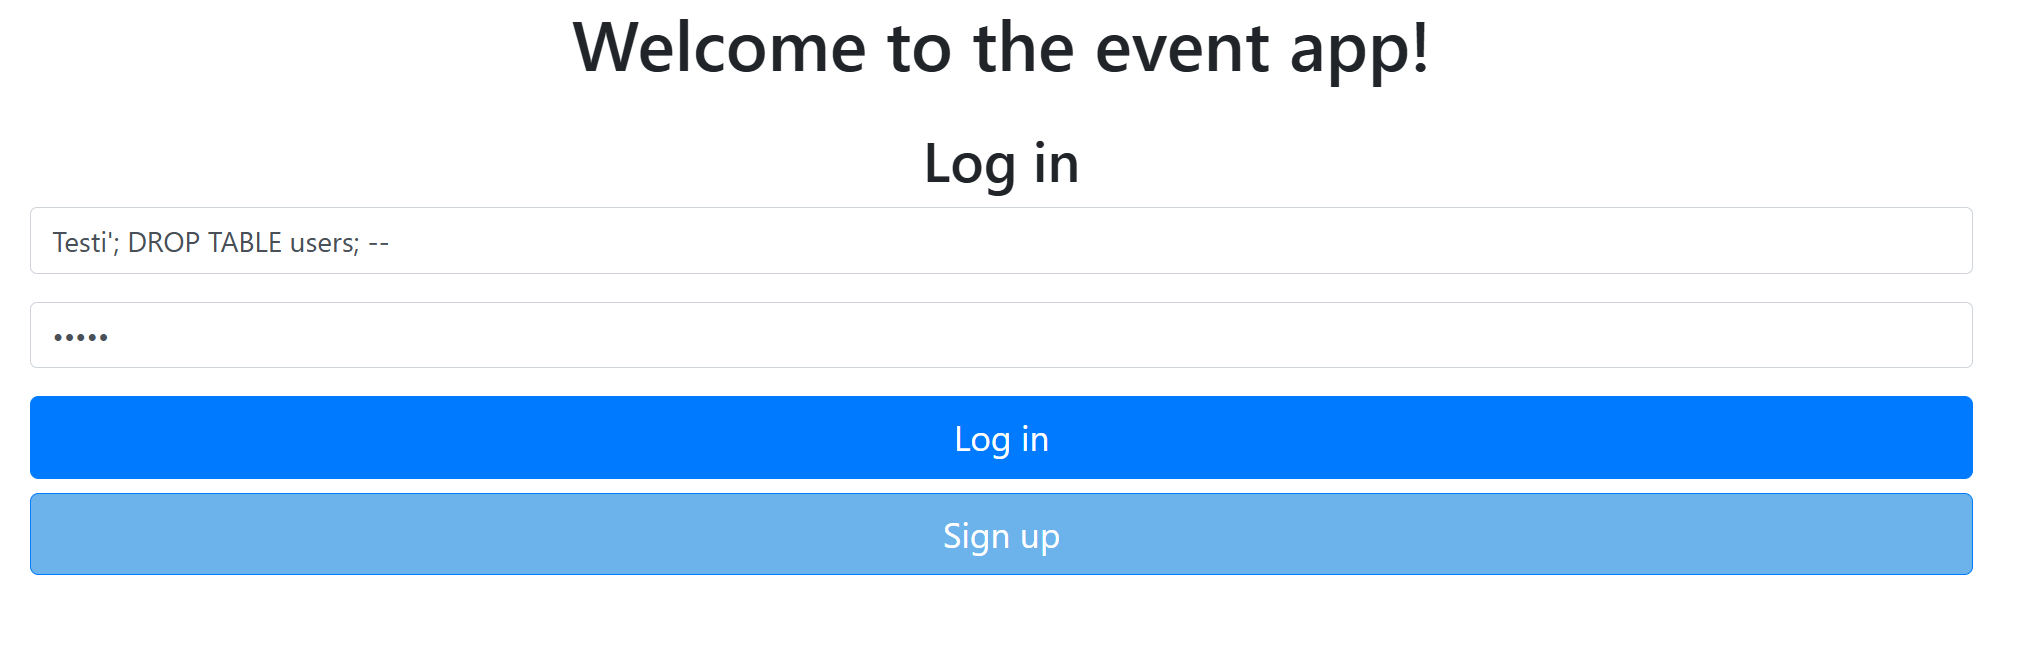 Welcome to the event app!
Log in
Testi'; DROP TABLE users; --
•••••
Log in
Sign up